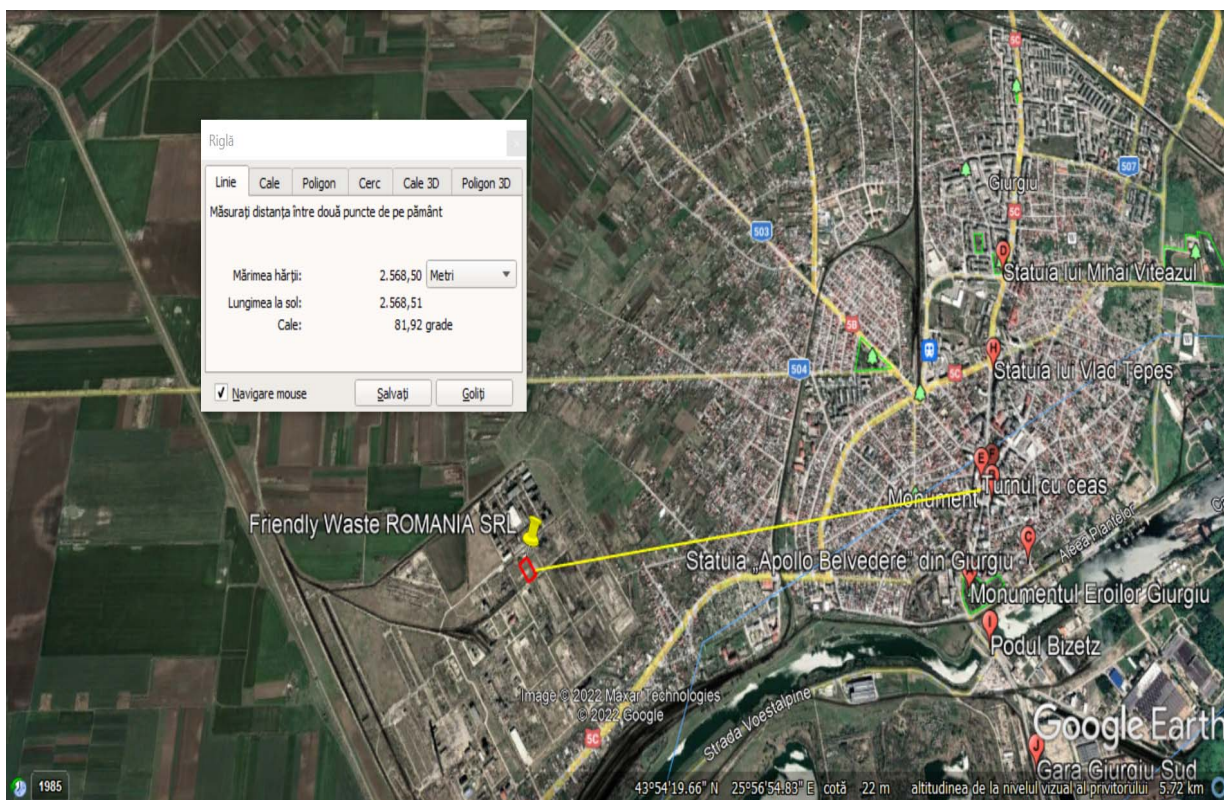 Riglă
Linie
Cale
Poligon
Cerc
Cale 3D
Poligon 3D
Măsurați distanța între două puncte de pe pământ
Mărimea hărții:
2.568,50
Metri
Lungimea la sol:
2.568,51
Cale:
81,92 grade
Navigare mouse
Salvați
Goliți
5C
507
Giurgiu
5C
503
D
Statuia lui Mihai Viteazul
5B
H
504
5C
Statuia lui Vlad Țepeș
E
F
Turnul cu ceas
Monument
Friendly Waste ROMANIA SRL
C
Aleea Plantelor
Statuia „Apollo Belvedere” din Giurgiu
Monumentul Eroilor Giurgiu
I
Podul Bizetz
Image © 2022 Maxar Technologies
© 2022 Google
Strada Voestalpine
5C
Google Earth
J
Gara Giurgiu Sud
1985
43°54'19.66" N 25°56'54.83" E cotă 22 m altitudinea de la nivelul vizual al privitorului 5.72 km